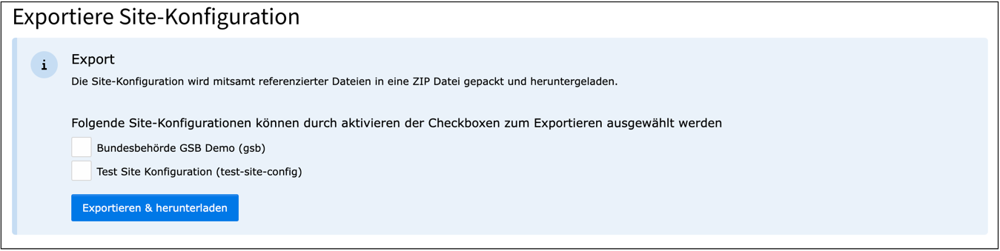 Exportiere Site-Konfiguration
i
Export
Die Site-Konfiguration wird mitsamt referenzierter Dateien in eine ZIP Datei gepackt und heruntergeladen.
Folgende Site-Konfigurationen können durch aktivieren der Checkboxen zum Exportieren ausgewählt werden
Bundesbehörde GSB Demo (gsb)
Test Site Konfiguration (test-site-config)
Exportieren & herunterladen